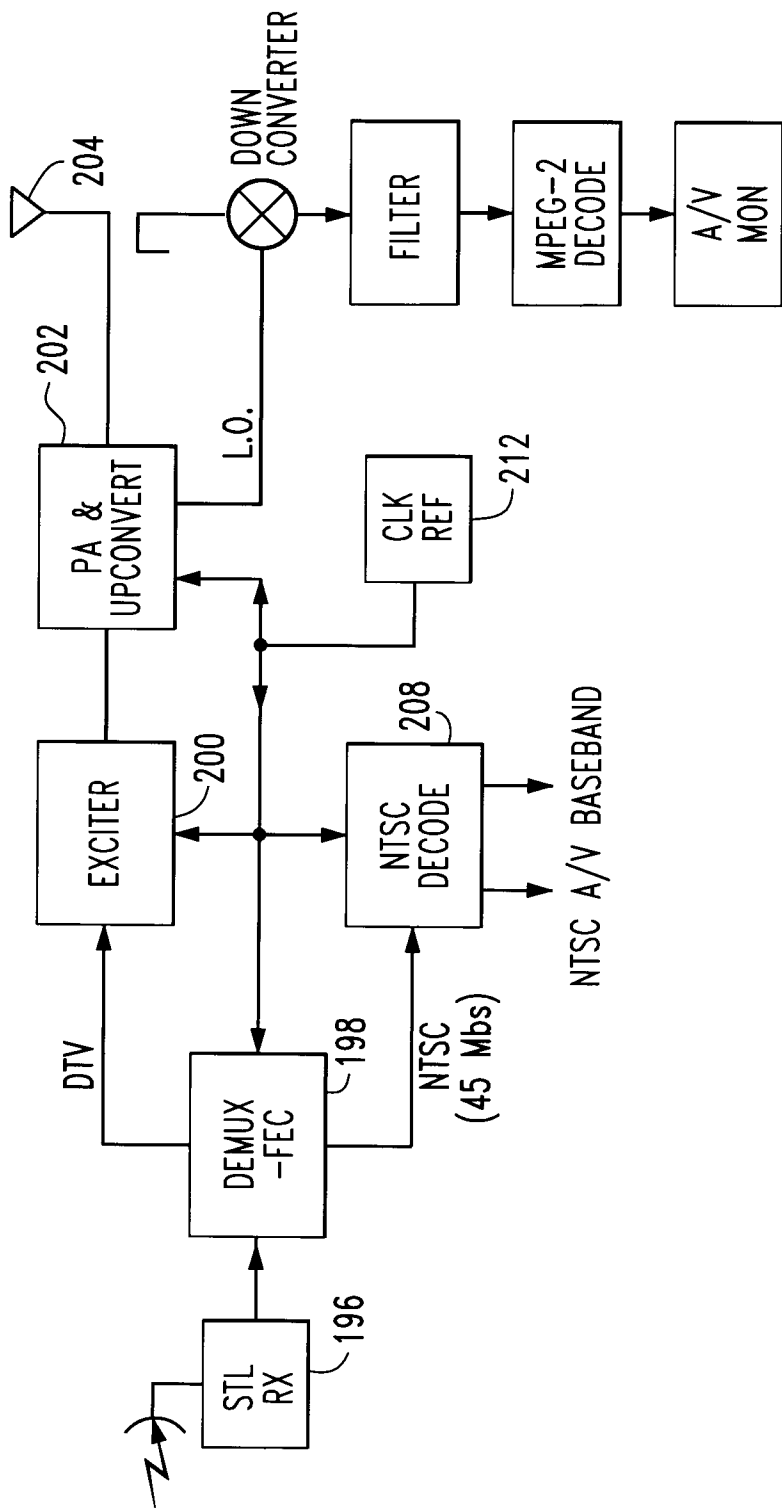 STL
RX
196
DEMUX
-FEC
198
DTV
NTSC
(45 Mbs)
EXCITER
200
NTSC
DECODE
208
NTSC A/V BASEBAND
PA &
UPCONVERT
202
204
CLK
REF
212
L.O.
DOWN
CONVERTER
FILTER
MPEG-2
DECODE
A/V
MON